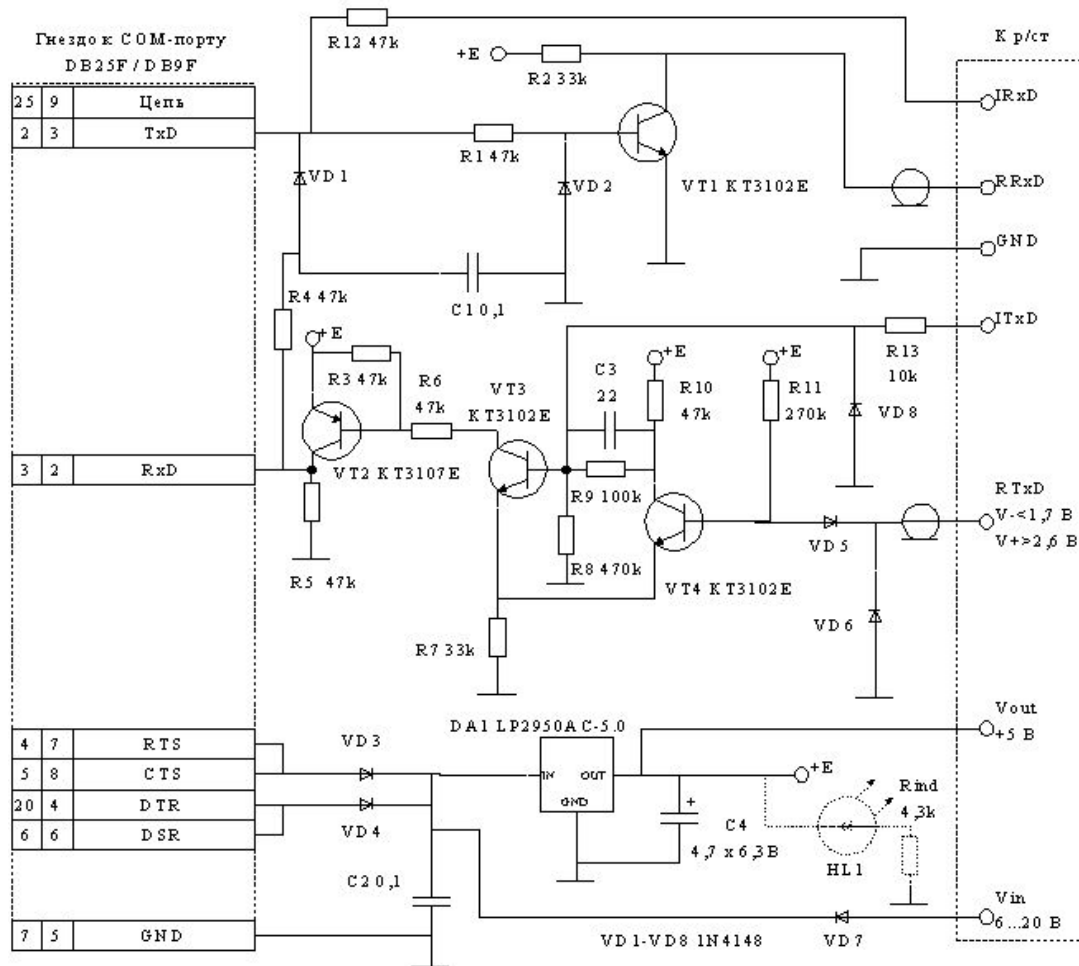 Гнездо к COM-порту
DB25F / DB9F
25 9 Цепь
2 3 TxD
3 2 RxD
4 7 RTS
5 8 CTS
20 4 DTR
6 6 DSR
7 5 GND
R12 47k
+E
R2 33k
К р/ст
IRxD
R1 47k
VD1
VD2
VT1 КТ3102Е
RRxD
GND
R4 47k
C1 0,1
ITxD
+E
R3 47k
R6
47k
VT3
КТ3102Е
C3
22
+E
R10
47k
+E
R11
270k
R13
10k
VD8
VT2 КТ3107Е
R9 100k
R5 47k
R8 470k
VT4 КТ3102Е
VD5
RTxD
V-<1,7 В
V+>2,6 В
VD6
R7 33k
DA1 LP2950AC-5.0
IN OUT
GND
Vout
+5 В
VD3
VD4
+E
+
C4
4,7 x 6,3В
Rind
4,3k
HL1
C2 0,1
Vin
6...20 В
VD1-VD8 1N4148
VD7